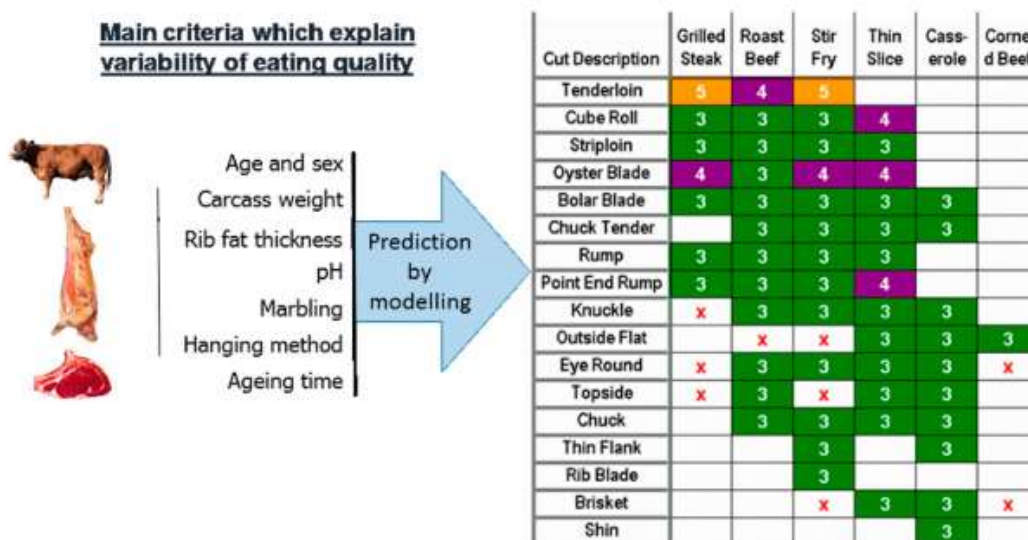 Main criteria which explain
variability of eating quality
Age and sex
Carcass weight
Rib fat thickness
pH
Marbling
Hanging method
Ageing time
Prediction
by
modelling
Cut Description Grilled Steak Roast Beef Stir Fry Thin Slice Cass-erole Corne d Beef
Tenderloin 5 4 5
Cube Roll 3 3 3 4
Striploin 3 3 3 3
Oyster Blade 4 3 4 4
Bolar Blade 3 3 3 3 3
Chuck Tender 3 3 3 3
Rump 3 3 3 3
Point End Rump 3 3 3 4
Knuckle x 3 3 3 3
Outside Flat x x 3 3 3
Eye Round x 3 3 3 3 x
Topside x 3 x 3 3
Chuck 3 3 3 3
Thin Flank 3 3
Rib Blade 3
Brisket x 3 3 x
Shin 3